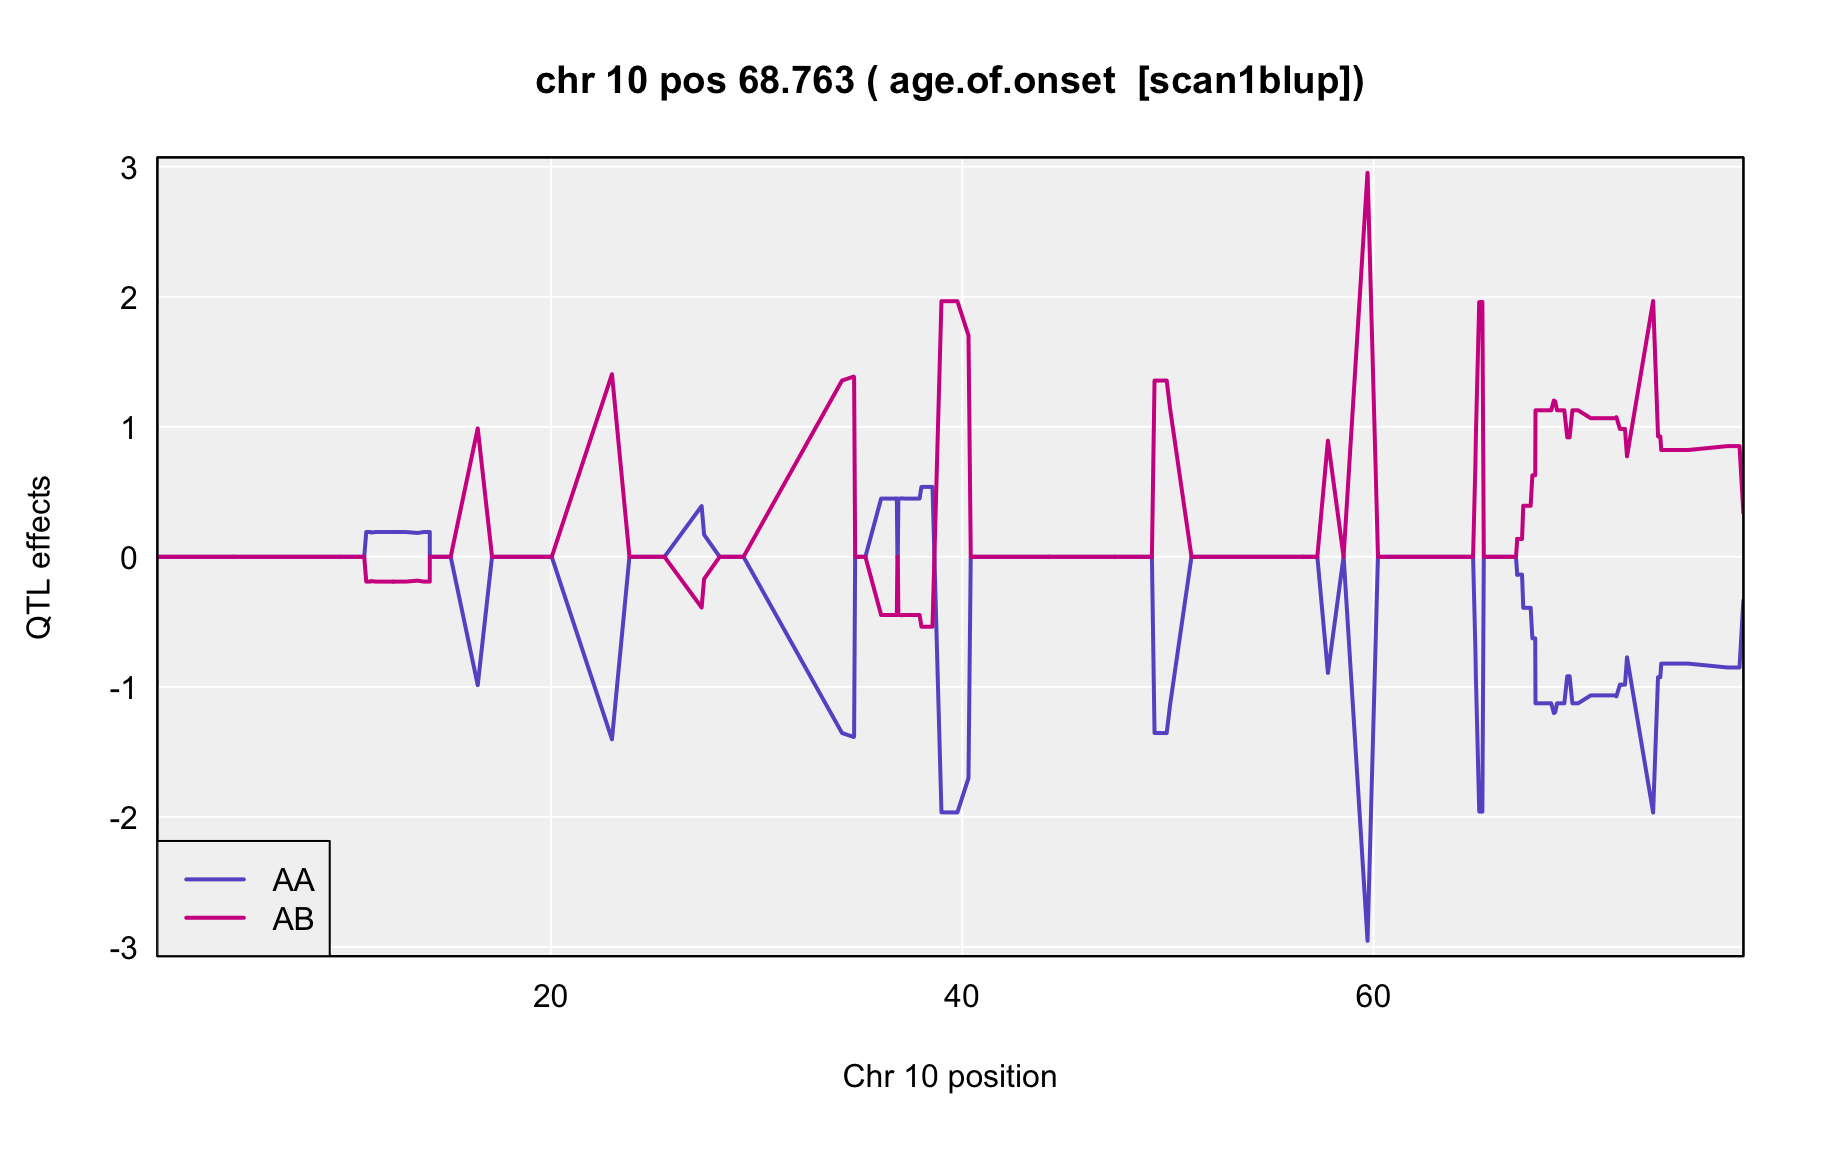 chr 10 pos 68.763 ( age.of.onset  [scan1blup])
3
2
1
0
-1
-2
-3
QTL effects
AA
AB
20 40 60
Chr 10 position